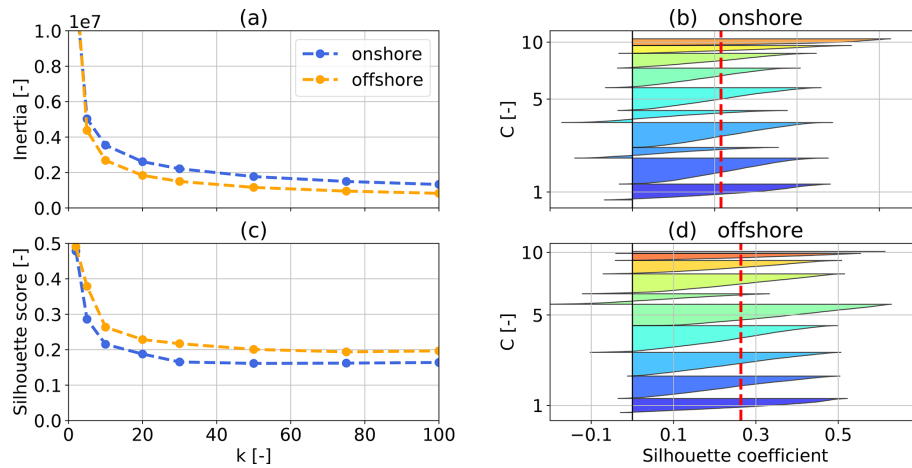 (a)
1e7
1.0
0.8
0.6
0.4
0.2
0.0
Inertia [-]
onshore
offshore
(b) onshore
10
5
1
C [-]
(c)
0.5
0.4
0.3
0.2
0.1
0.0
Silhouette score [-]
0 20 40 60 80 100
k [-]
(d) offshore
10
5
1
C [-]
−0.1 0.1 0.3 0.5
Silhouette coefficient